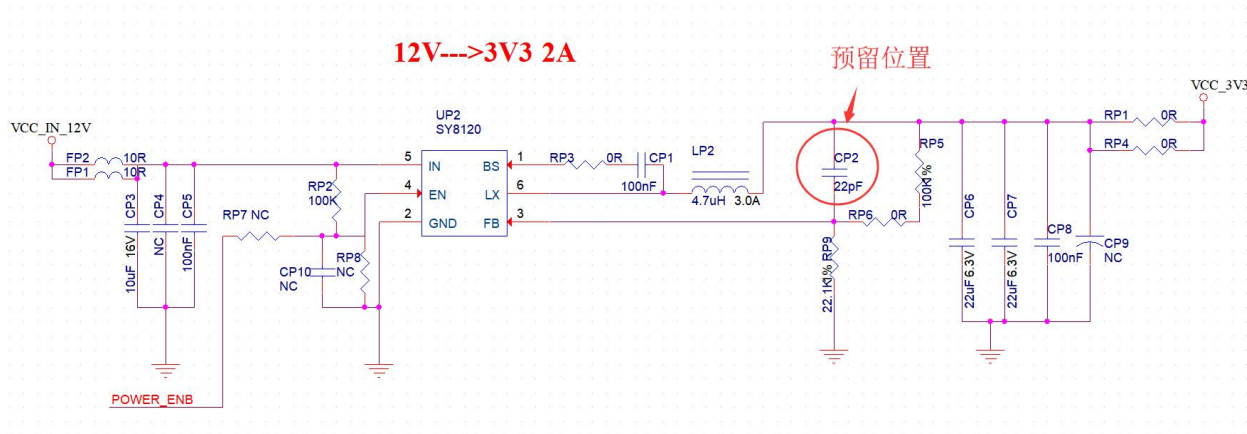 12V--->3V3 2A
预留位置
VCC_3V3
VCC_IN_12V
UP2
SY8120
RP1 0R
RP4 0R
FP2 10R
FP1 10R
5 IN BS 1
4 EN LX 6
2 GND FB 3
RP3 0R
CP1
100nF
LP2
4.7uH 3.0A
CP2
22pF
RP5
100K 1%
RP6 0R
RP9
22.1K 1%
RP2
100K
RP7 NC
RP8
NC
CP10
NC
CP3
10uF 16V
CP4
NC
CP5
100nF
CP6
22uF 6.3V
CP7
22uF 6.3V
CP8
100nF
CP9
NC
POWER_ENB